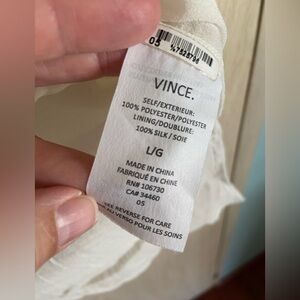 05
VINCE.
SELF/EXTERIEUR:
100% POLYESTER/POLYESTER
LINING/DOUBLURE:
100% SILK / SOIE
L/G
MADE IN CHINA
FABRIQUÉ EN CHINE
RN# 106730
CA# 34460
05
SEE REVERSE FOR CARE
AU VERSO POUR LES SOINS